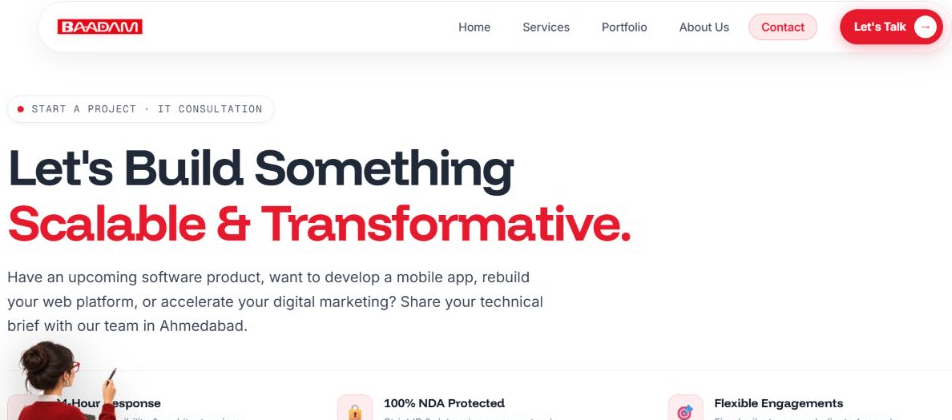 BAADAM
Home Services Portfolio About Us Contact Let's Talk →
START A PROJECT · IT CONSULTATION
Let's Build Something
Scalable & Transformative.
Have an upcoming software product, want to develop a mobile app, rebuild
your web platform, or accelerate your digital marketing? Share your technical
brief with our team in Ahmedabad.
100% NDA Protected
Flexible Engagements